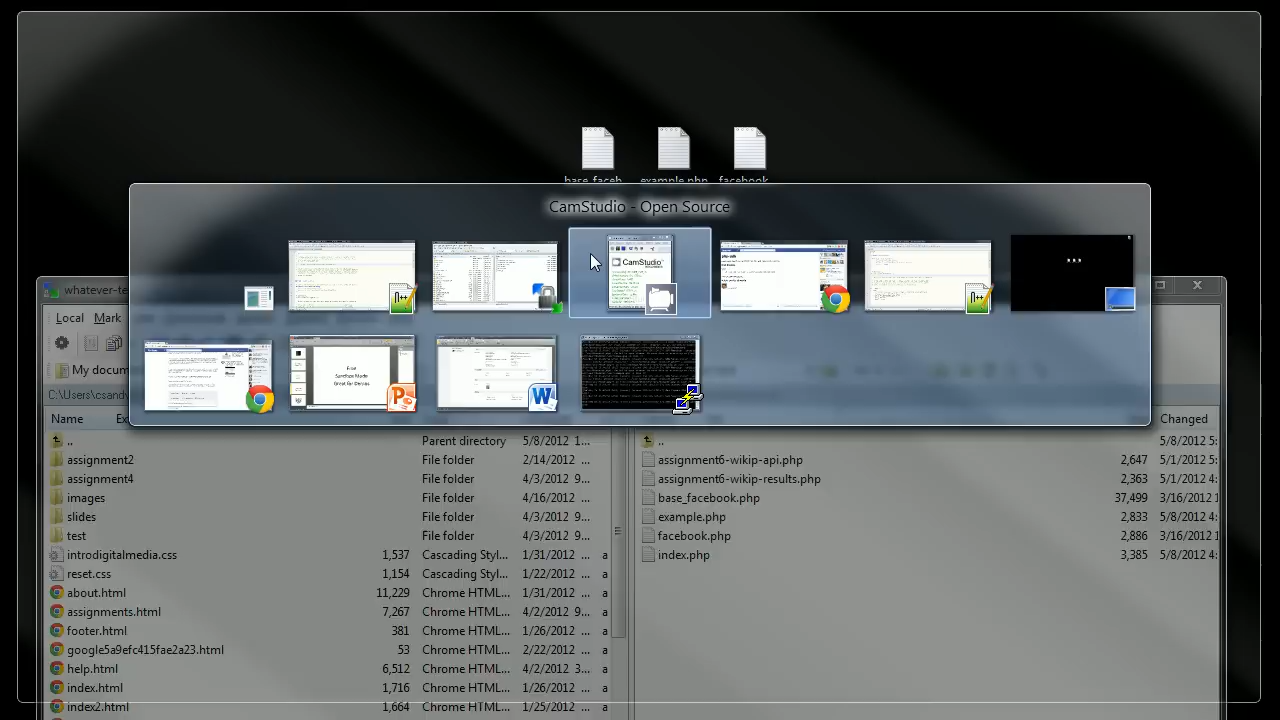 base_faceb... example.php facebook....
CamStudio - Open Source
CamStudio
Free
Sandbox Mode
Great for Demos
whatevere
Local Mark
My docum
C:\Users\csand
Name Ex Changed
.. Parent directory 5/8/2012 1...
assignment2 File folder 2/14/2012 ...
assignment4 File folder 4/3/2012 9...
images File folder 4/16/2012 ...
slides File folder 4/3/2012 9...
test File folder 4/3/2012 9...
introdigitalmedia.css 1,537 Cascading Styl... 1/31/2012 ... a
reset.css 1,154 Cascading Styl... 1/22/2012 ... a
about.html 11,229 Chrome HTML... 1/31/2012 ... a
assignments.html 7,267 Chrome HTML... 4/2/2012 9... a
footer.html 381 Chrome HTML... 1/26/2012 ... a
google5a9efc415fae2a23.html 53 Chrome HTML... 2/22/2012 ... a
help.html 6,512 Chrome HTML... 4/2/2012 3... a
index.html 1,716 Chrome HTML... 1/26/2012 ... a
index2.html 1,664 Chrome HTML... 1/25/2012 ... a
.. 5/8/2012 5:
assignment6-wikip-api.php 2,647 5/1/2012 5:
assignment6-wikip-results.php 2,363 5/1/2012 4:
base_facebook.php 37,499 3/16/2012 1
example.php 2,833 5/8/2012 4:
facebook.php 2,886 3/16/2012 1
index.php 3,385 5/8/2012 4: